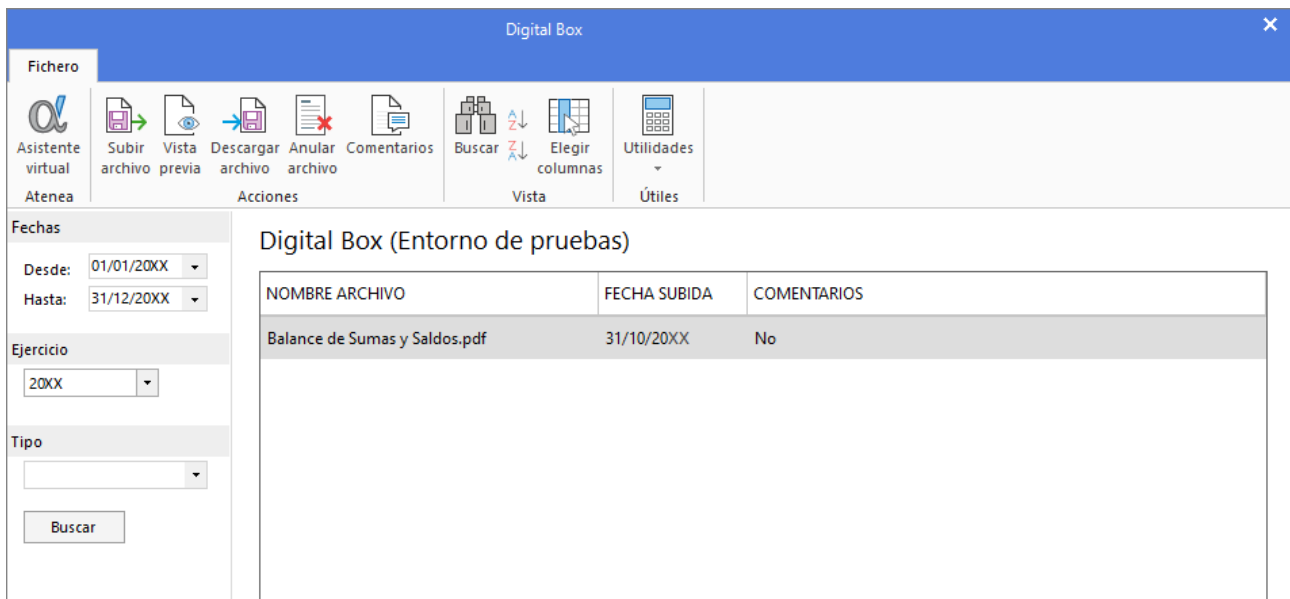 Digital Box
Fichero
Asistente virtual
Subir archivo
Vista previa
Descargar archivo
Anular archivo
Comentarios
Buscar
Elegir columnas
Utilidades
Atenea
Acciones
Vista
Útiles
Fechas
Desde: 01/01/20XX
Hasta: 31/12/20XX
Ejercicio
20XX
Tipo
Buscar
Digital Box (Entorno de pruebas)
NOMBRE ARCHIVO FECHA SUBIDA COMENTARIOS
Balance de Sumas y Saldos.pdf 31/10/20XX No